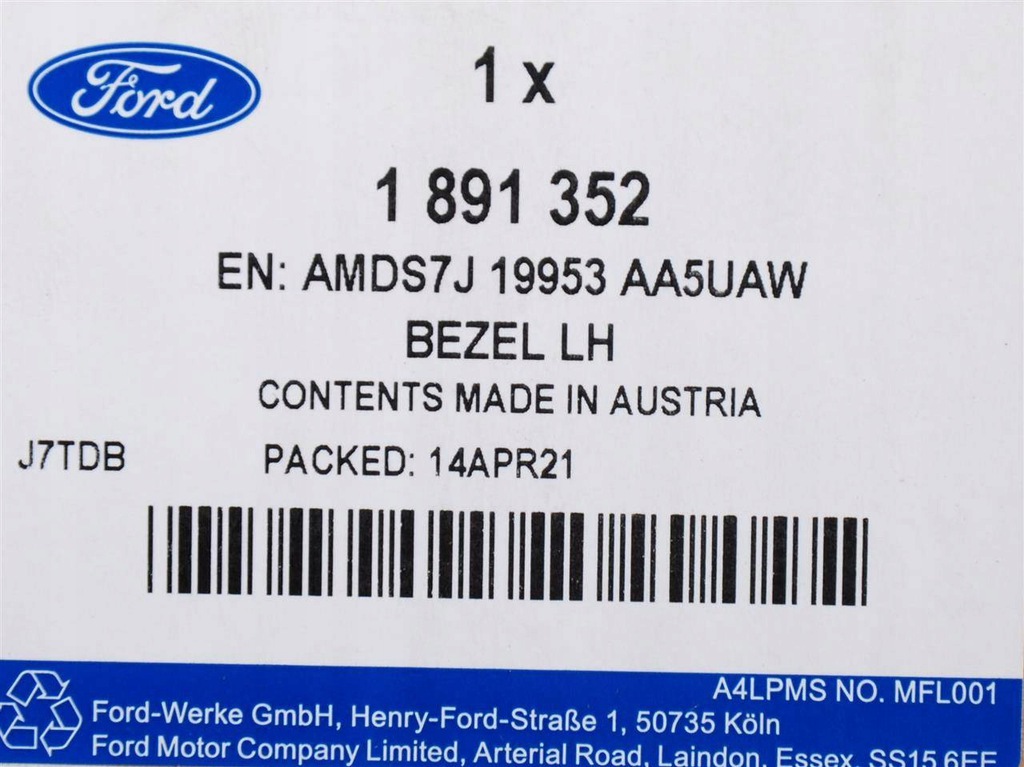 Ford
1 x
1 891 352
EN: AMDS7J 19953 AA5UAW
BEZEL LH
CONTENTS MADE IN AUSTRIA
J7TDB PACKED: 14APR21
A4LPMS NO. MFL001
Ford-Werke GmbH, Henry-Ford-Straße 1, 50735 Köln
Ford Motor Company Limited, Arterial Road, Laindon, Essex, SS15 6EE